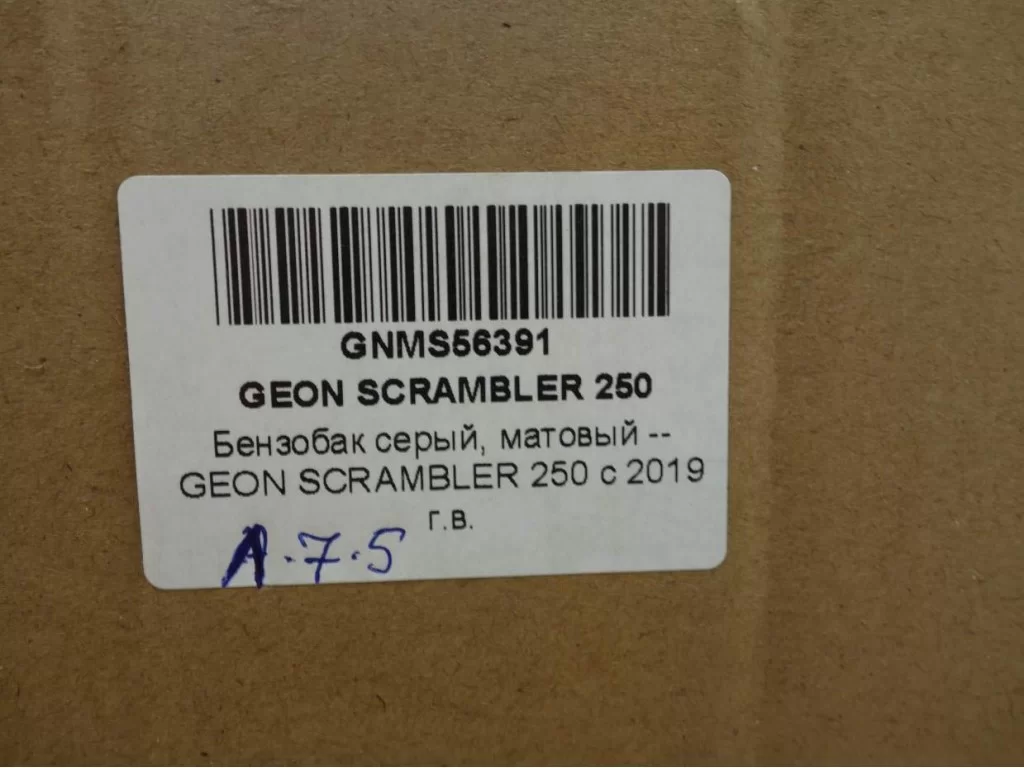 GNMS56391
GEON SCRAMBLER 250
Бензобак серый, матовый --
GEON SCRAMBLER 250 с 2019
г.в.
А.7.5